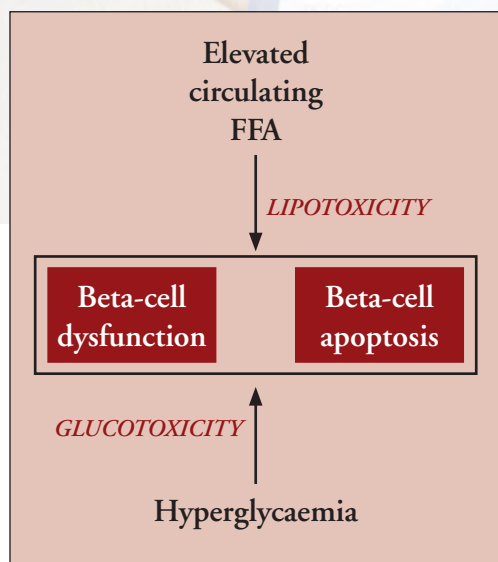 Elevated
circulating
FFA
LIPOTOXICITY
Beta-cell
dysfunction
Beta-cell
apoptosis
GLUCOTOXICITY
Hyperglycaemia